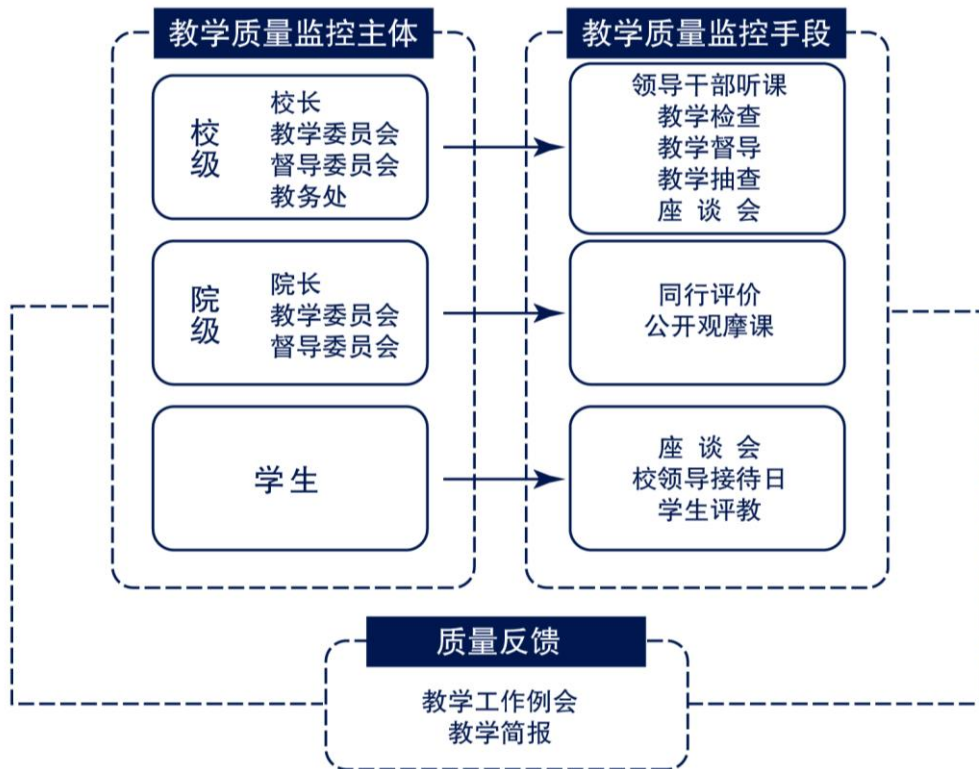 教学质量监控主体
校级
校长
教学委员会
督导委员会
教务处
院级
院长
教学委员会
督导委员会
学生
教学质量监控手段
领导干部听课
教学检查
教学督导
教学抽查
座 谈 会
同行评价
公开观摩课
座 谈 会
校领导接待日
学生评教
质量反馈
教学工作例会
教学简报